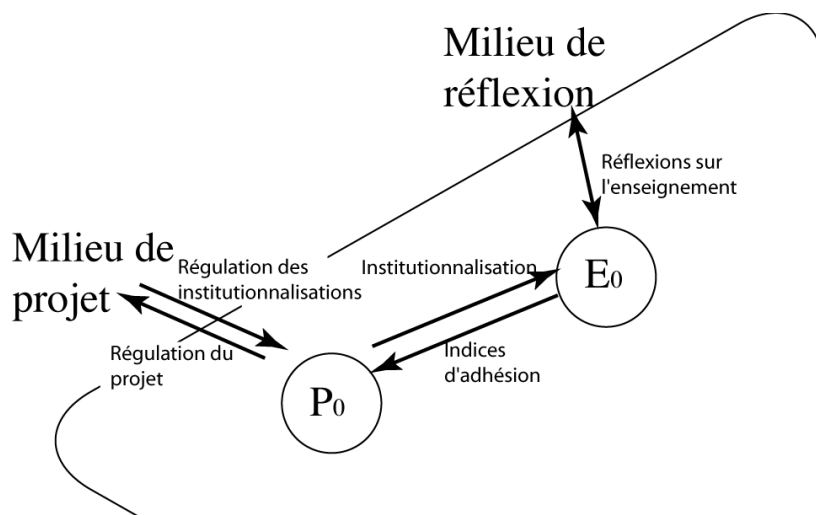 Milieu de
réflexion
Réflexions sur
l'enseignement
Milieu de
projet
Régulation des
institutionnalisations
Institutionnalisation
E0
Régulation du
projet
Indices
d'adhésion
P0